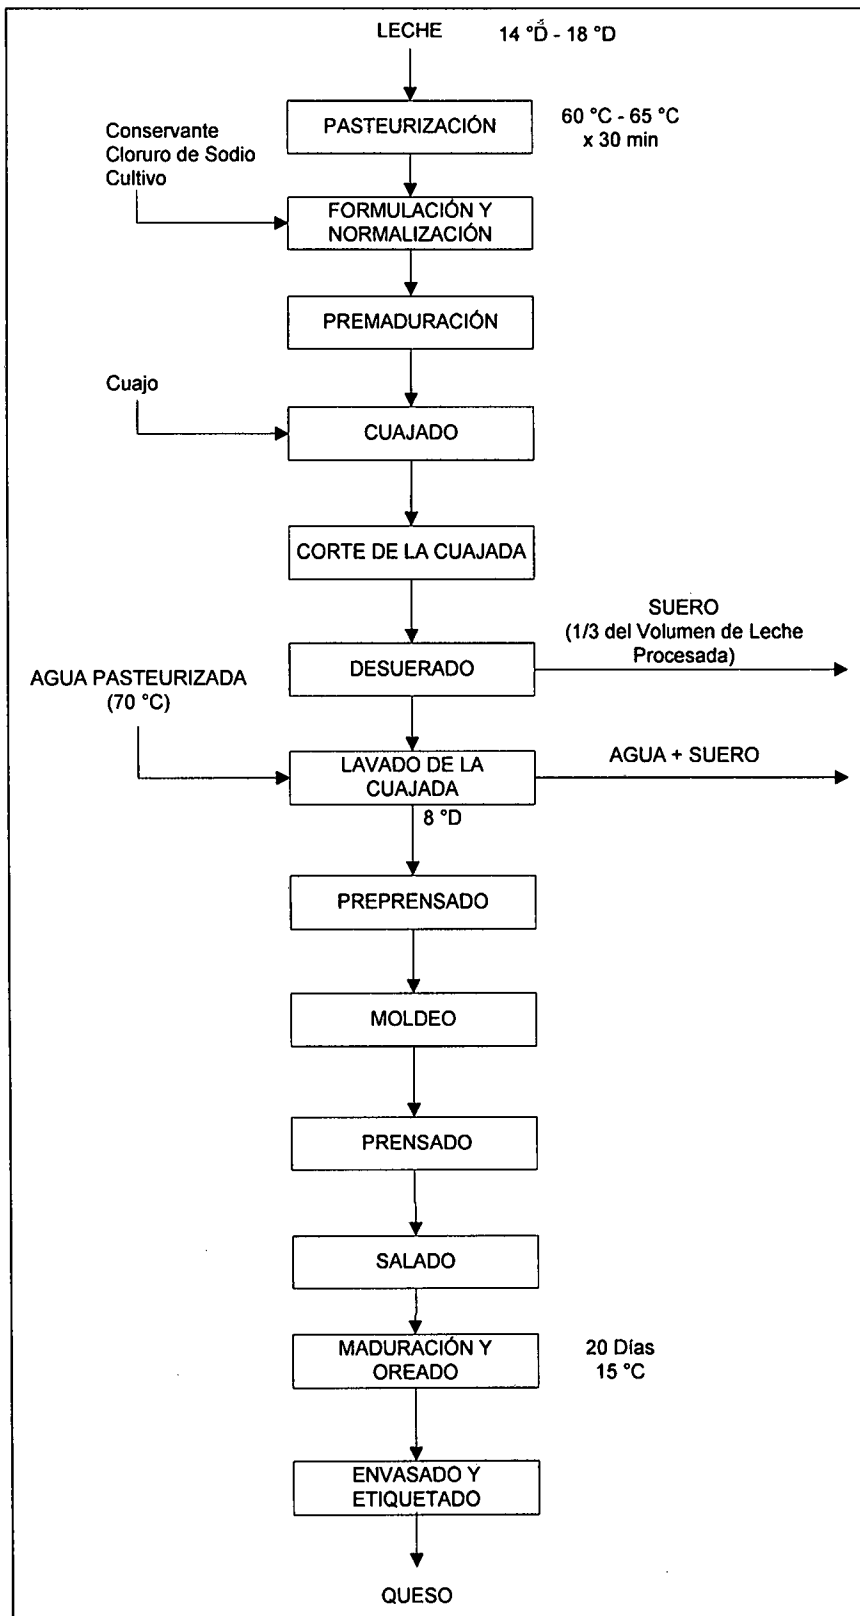 LECHE 14 °D - 18 °D
PASTEURIZACIÓN
60 °C - 65 °C
x 30 min
Conservante
Cloruro de Sodio
Cultivo
FORMULACIÓN Y
NORMALIZACIÓN
PREMADURACIÓN
Cuajo
CUAJADO
CORTE DE LA CUAJADA
SUERO
(1/3 del Volumen de Leche
Procesada)
DESUERADO
AGUA PASTEURIZADA
(70 °C)
LAVADO DE LA
CUAJADA
AGUA + SUERO
8 °D
PREPRENSADO
MOLDEO
PRENSADO
SALADO
MADURACIÓN Y
OREADO
20 Días
15 °C
ENVASADO Y
ETIQUETADO
QUESO